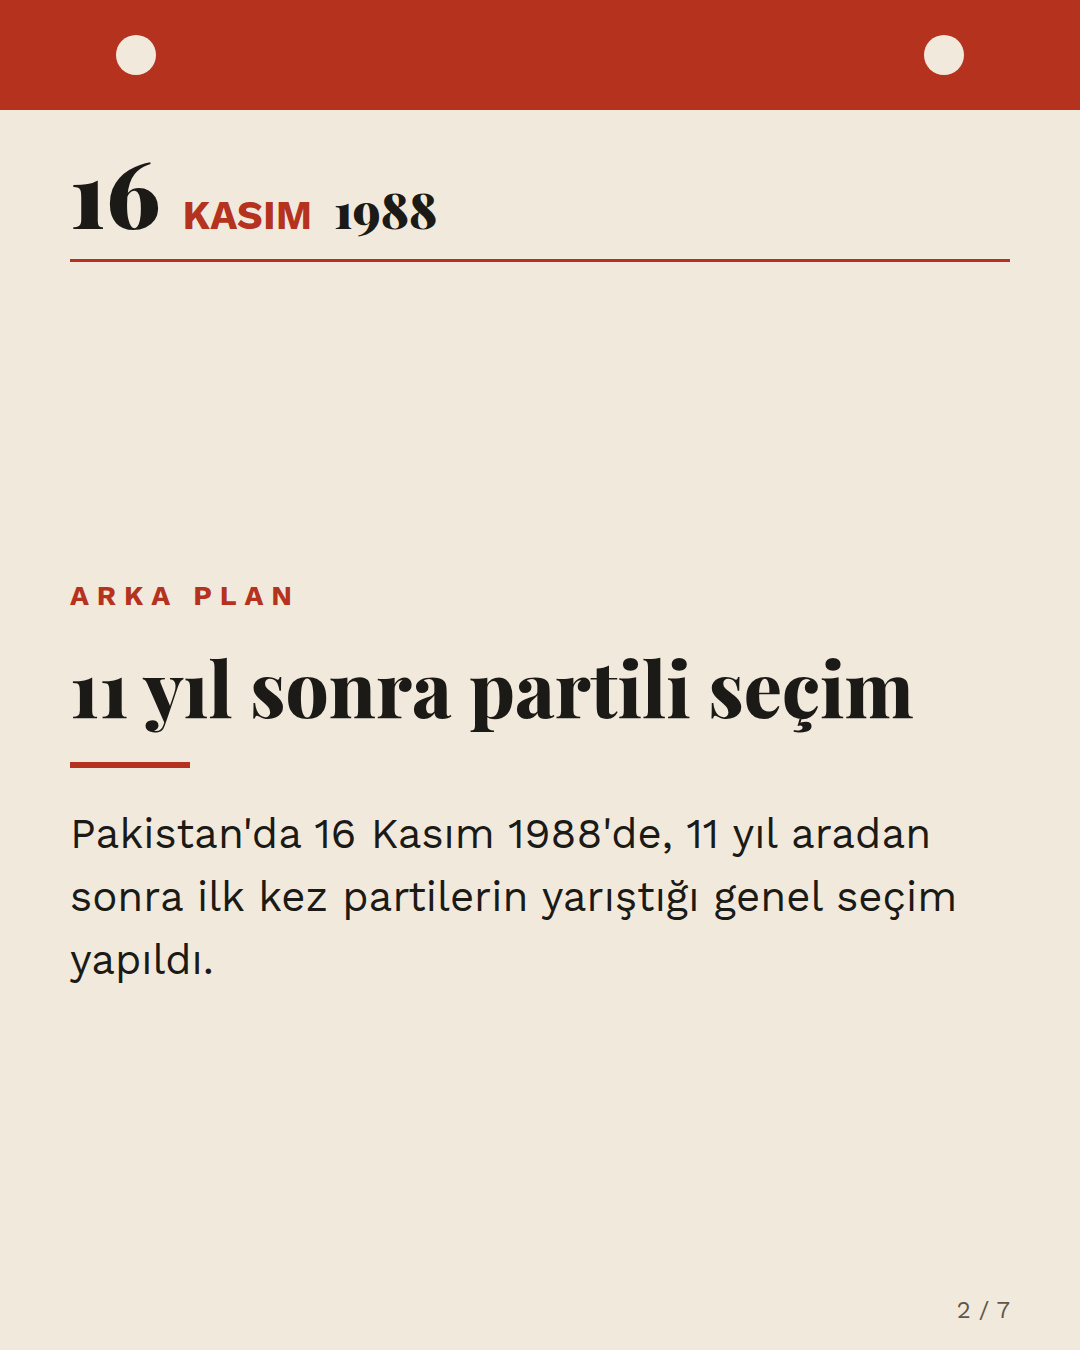 16 KASIM 1988
ARKA PLAN
11 yıl sonra partili seçim
Pakistan'da 16 Kasım 1988'de, 11 yıl aradan
sonra ilk kez partilerin yarıştığı genel seçim
yapıldı.
2 / 7